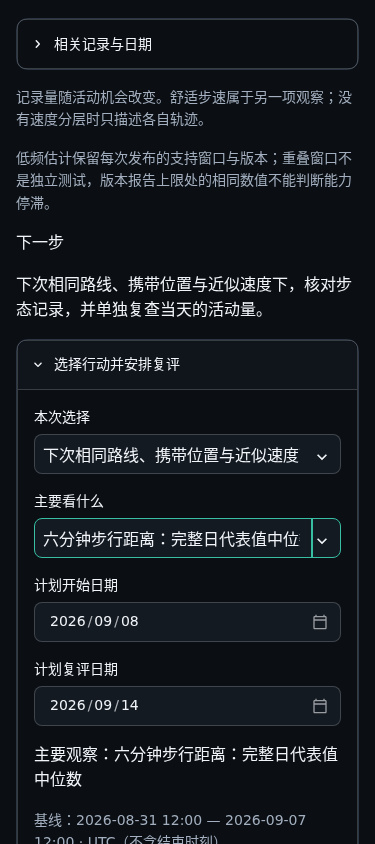 相关记录与日期
记录量随活动机会改变。舒适步速属于另一项观察；没
有速度分层时只描述各自轨迹。
低频估计保留每次发布的支持窗口与版本；重叠窗口不
是独立测试，版本报告上限处的相同数值不能判断能力
停滞。
下一步
下次相同路线、携带位置与近似速度下，核对步
态记录，并单独复查当天的活动量。
选择行动并安排复评
本次选择
下次相同路线、携带位置与近似速度
主要看什么
六分钟步行距离：完整日代表值中位
计划开始日期
2026/09/08
计划复评日期
2026/09/14
主要观察：六分钟步行距离：完整日代表值
中位数
基线：2026-08-31 12:00 — 2026-09-07
12:00 · UTC（不含结束时刻）